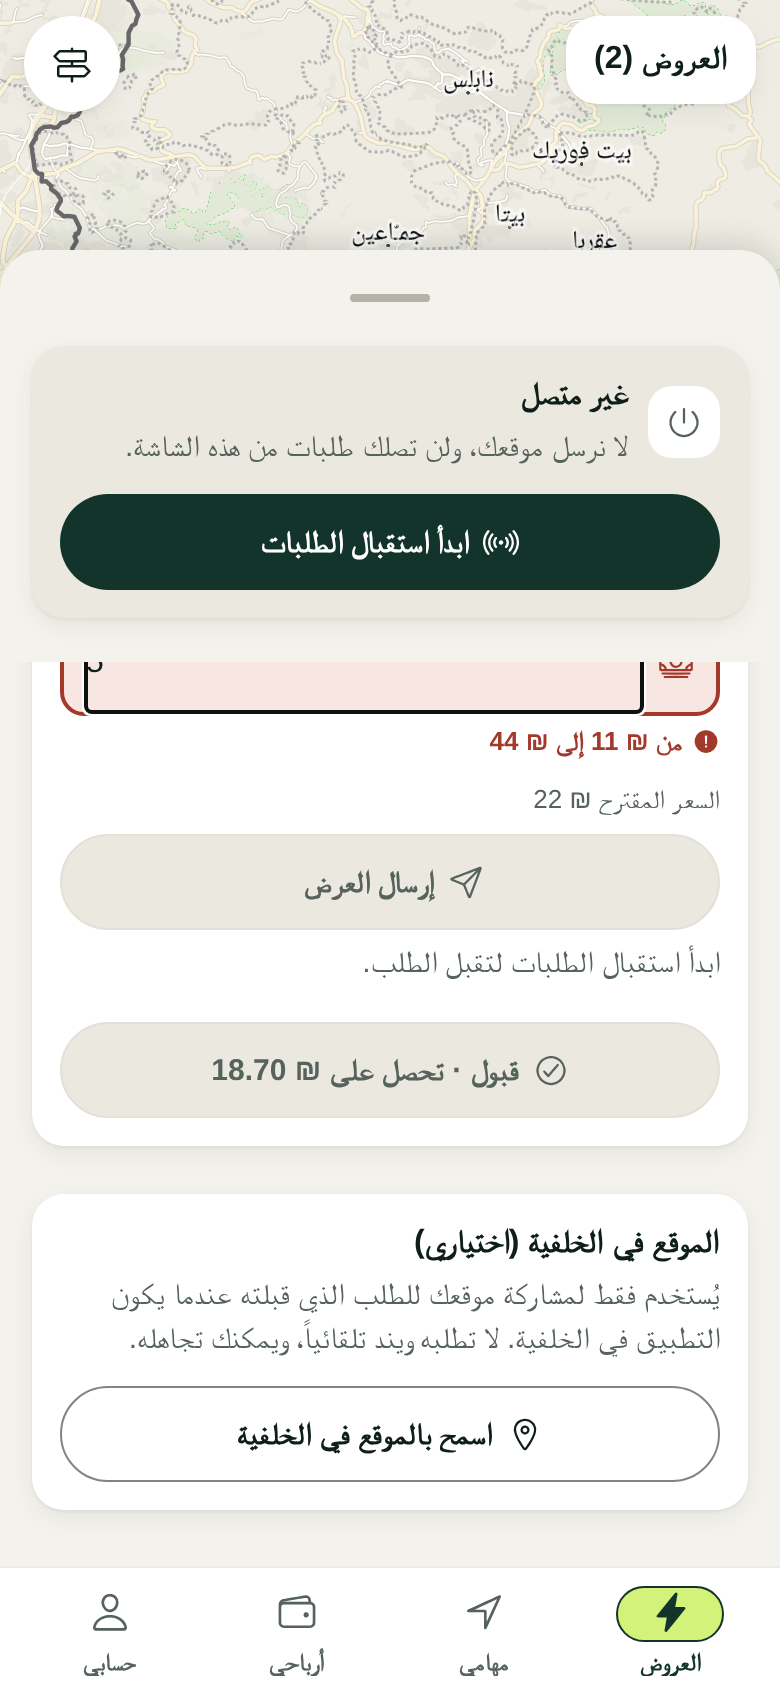 العروض (2)
نابلس
بيت فوريك
بيتا
جمّاعين
عقربا
غير متصل
لا نرسل موقعك، ولن تصلك طلبات من هذه الشاشة.
ابدأ استقبال الطلبات
من ₪ 11 إلى ₪ 44
السعر المقترح ₪ 22
إرسال العرض
ابدأ استقبال الطلبات لتقبل الطلب.
قبول · تحصل على ₪ 18.70
الموقع في الخلفية (اختياري)
يُستخدم فقط لمشاركة موقعك للطلب الذي قبلته عندما يكون
التطبيق في الخلفية. لا تطلبه ويند تلقائياً، ويمكنك تجاهله.
اسمح بالموقع في الخلفية
العروض
مهامي
أرباحي
حسابي